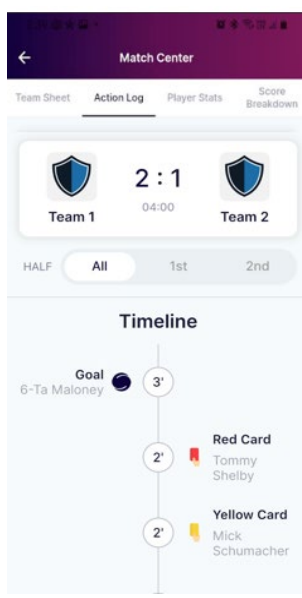 Match Center
Team Sheet
Action Log
Player Stats
Score
Breakdown
2 : 1
04:00
Team 1
Team 2
HALF
All
1st
2nd
Timeline
Goal
6-Ta Maloney
3'
2'
Red Card
Tommy
Shelby
2'
Yellow Card
Mick
Schumacher